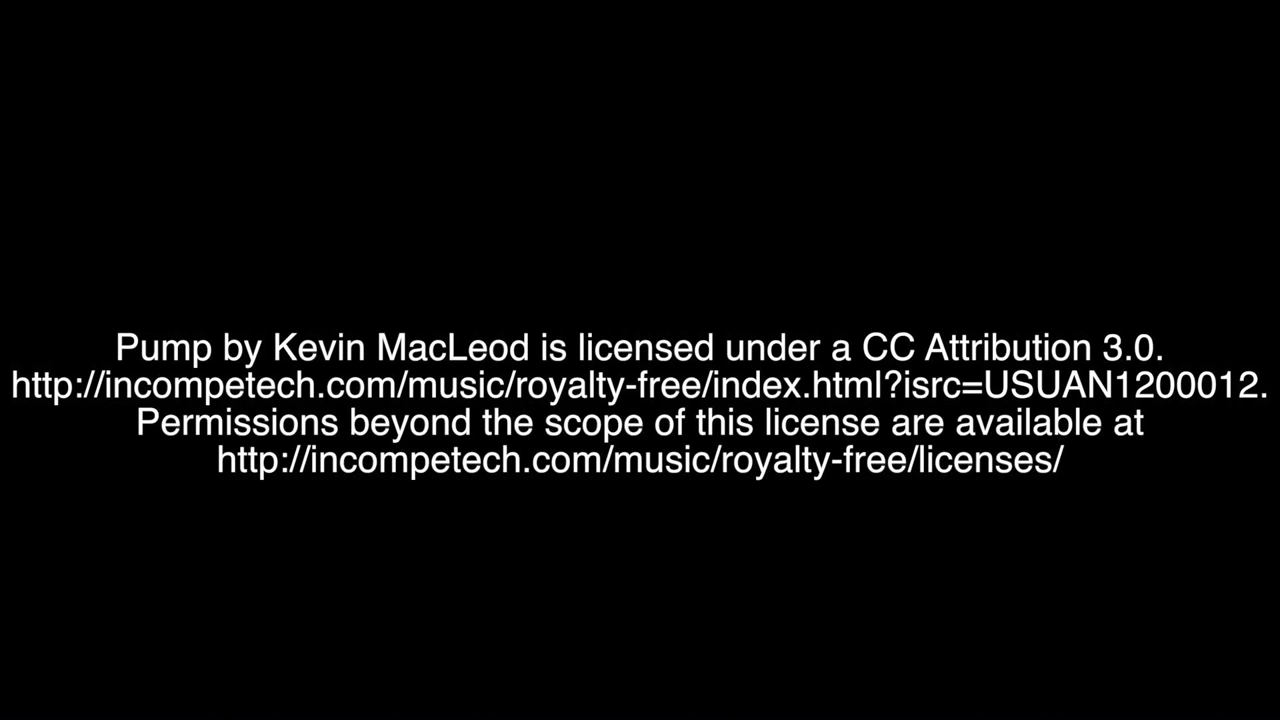 Pump by Kevin MacLeod is licensed under a CC Attribution 3.0.
http://incompetech.com/music/royalty-free/index.html?isrc=USUAN1200012.
Permissions beyond the scope of this license are available at
http://incompetech.com/music/royalty-free/licenses/